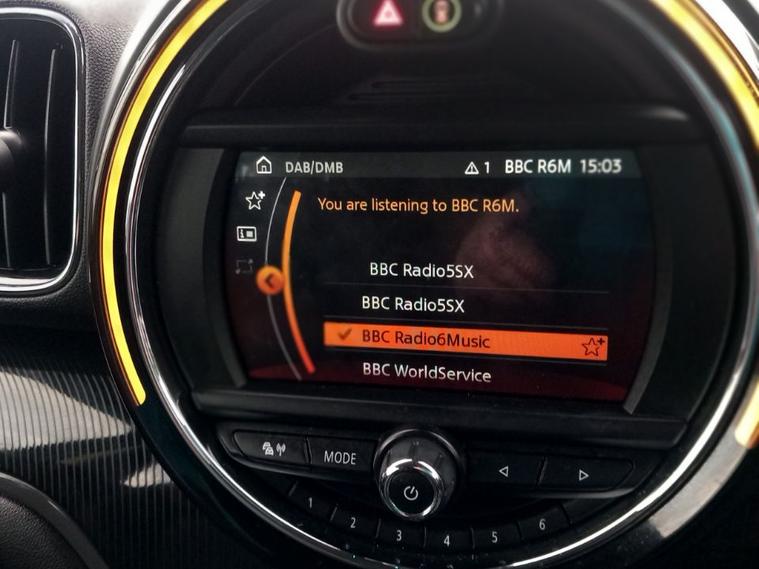 DAB/DMB 1 BBC R6M 15:03
You are listening to BBC R6M.
BBC Radio5SX
BBC Radio5SX
BBC Radio6Music
BBC WorldService
MODE
1 2 3 4 5 6